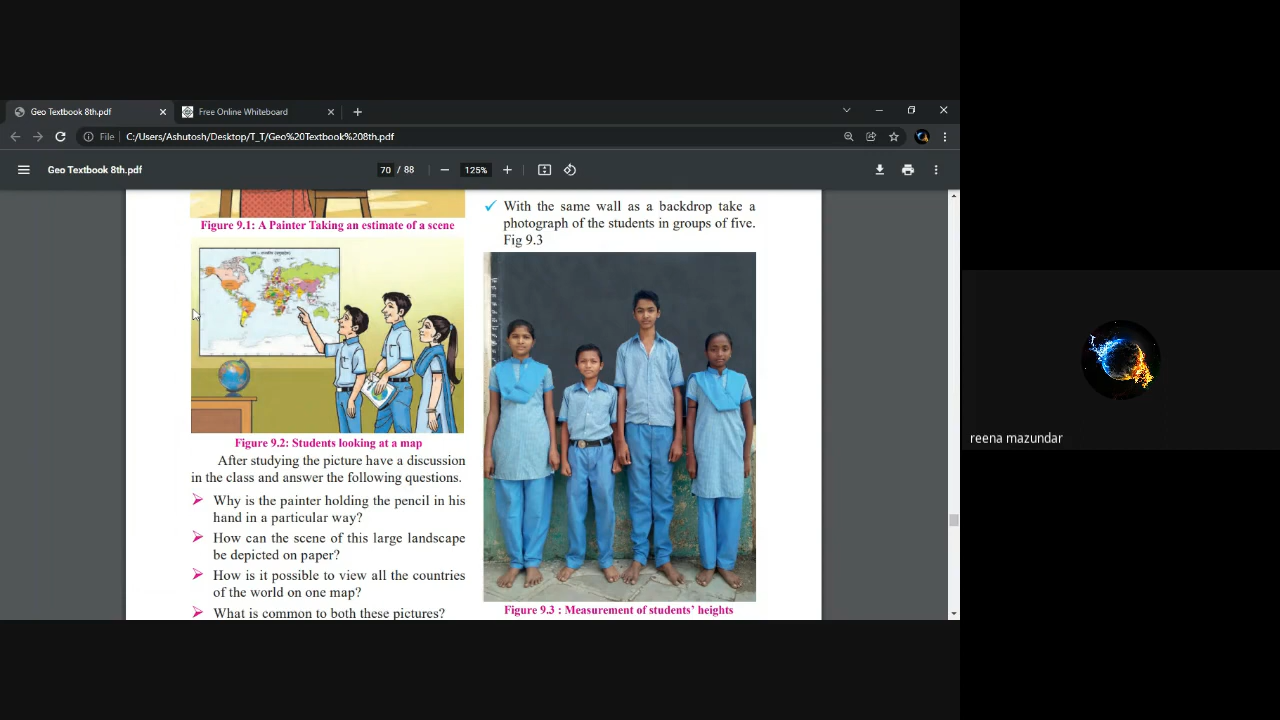 Geo Textbook 8th.pdf
Free Online Whiteboard
File
C:/Users/Ashutosh/Desktop/T_T/Geo%20Textbook%208th.pdf
Geo Textbook 8th.pdf
70 / 88
125%
Figure 9.1: A Painter Taking an estimate of a scene
Figure 9.2: Students looking at a map
After studying the picture have a discussion
in the class and answer the following questions.
Why is the painter holding the pencil in his
hand in a particular way?
How can the scene of this large landscape
be depicted on paper?
How is it possible to view all the countries
of the world on one map?
What is common to both these pictures?
With the same wall as a backdrop take a
photograph of the students in groups of five.
Fig 9.3
Figure 9.3 : Measurement of students’ heights
reena mazundar